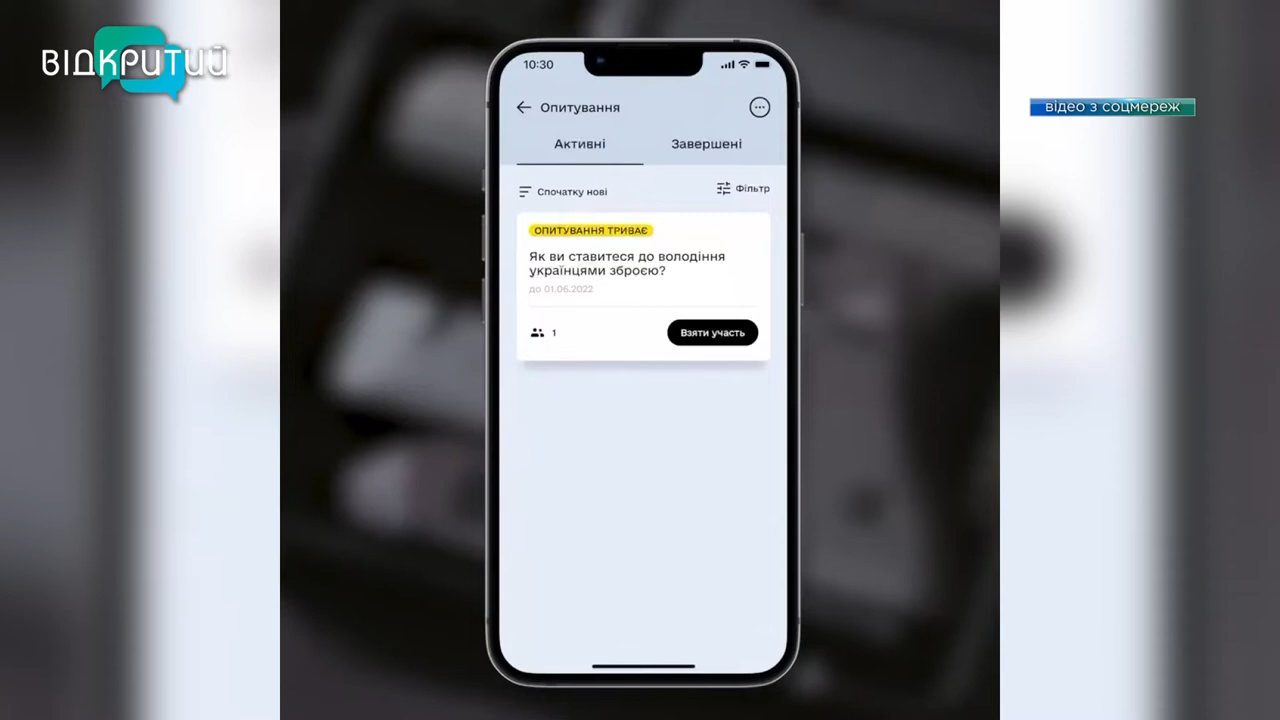 ВІДКРИТИЙ
відео з соцмереж
10:30
Опитування
Активні
Завершені
Спочатку нові
Фільтр
ОПИТУВАННЯ ТРИВАЄ
Як ви ставитеся до володіння
українцями зброєю?
до 01.06.2022
1
Взяти участь